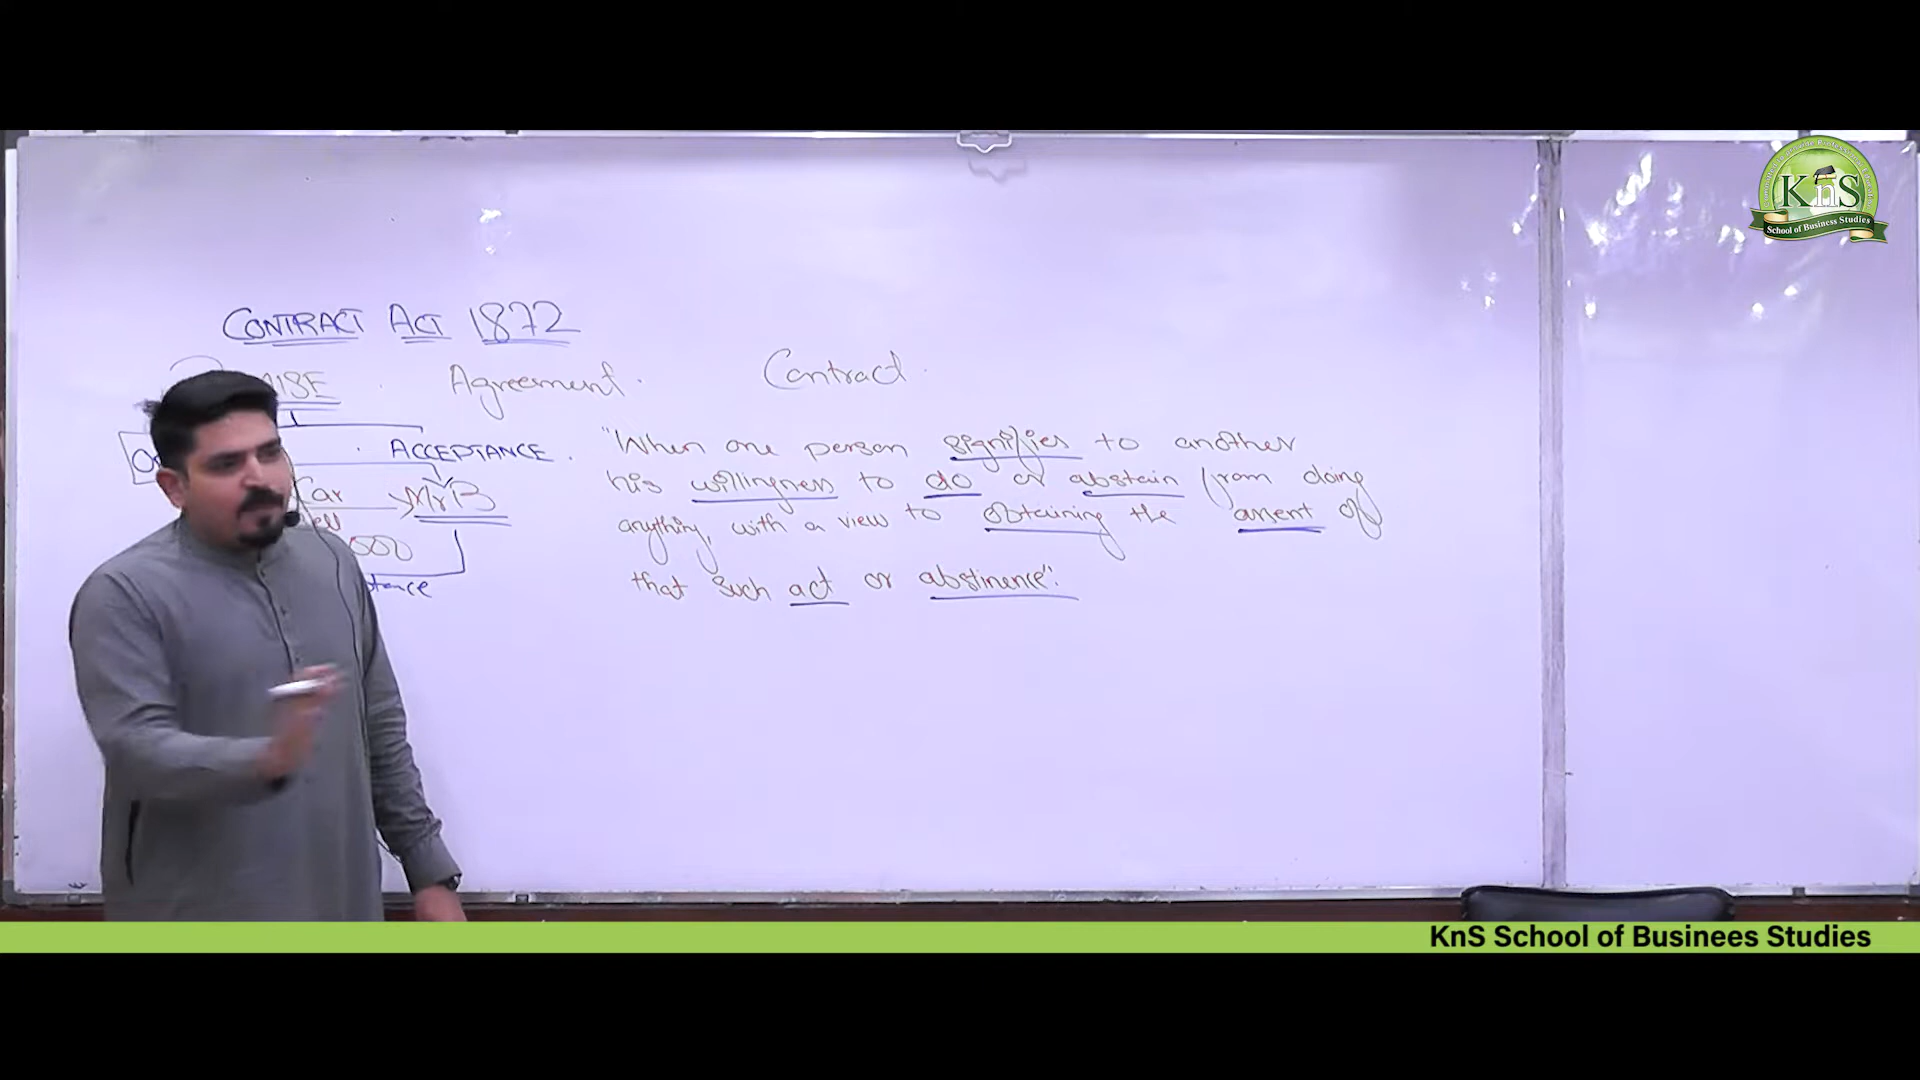 KnS
School of Business Studies
CONTRACT ACT 1872
Agreement.
Contract.
ACCEPTANCE.
Car
Mr B
"When one person signifies to another
his willingness to do or abstain from doing
anything, with a view to obtaining the assent of
that such act or abstinence".
KnS School of Businees Studies